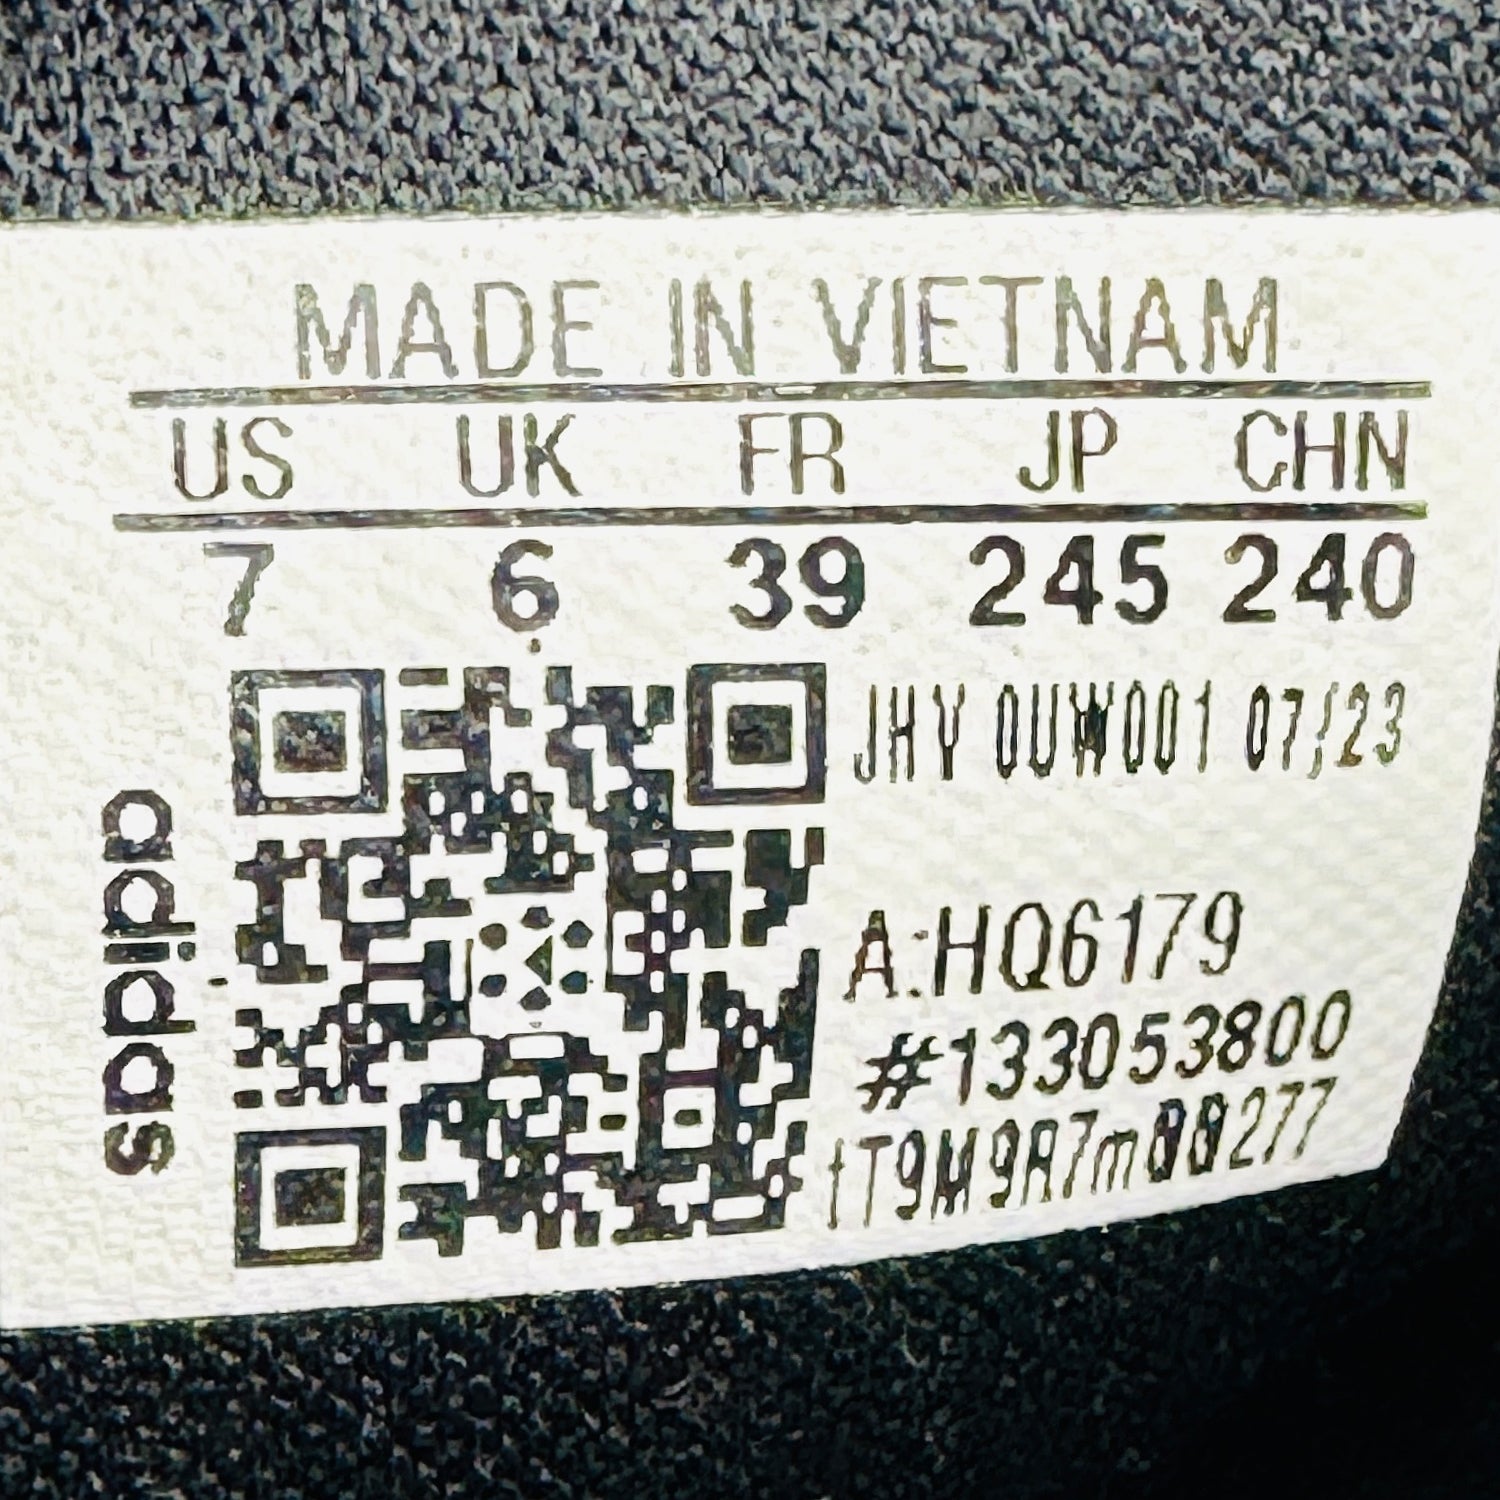 MADE IN VIETNAM
US UK FR JP CHN
7 6 39 245 240
JHY 0UW001 07/23
adidas
A:HQ6179
#133053800